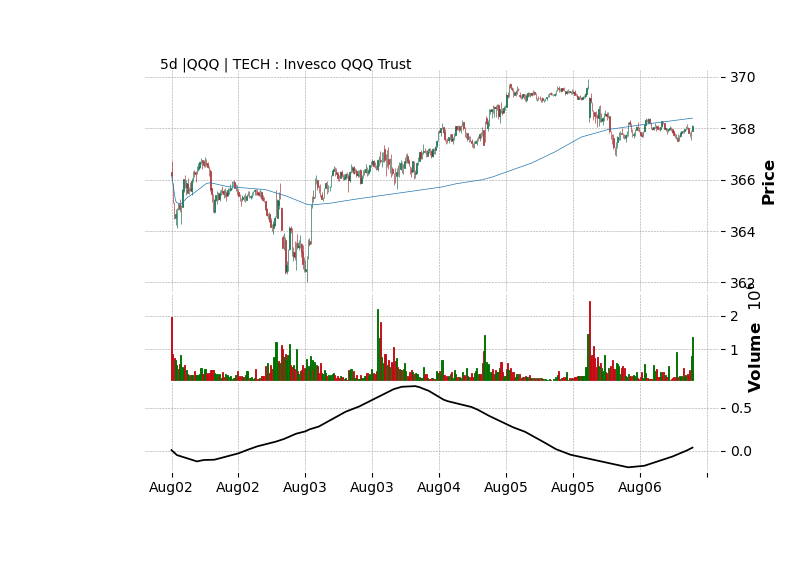 5d |QQQ | TECH : Invesco QQQ Trust
370
368
366
364
362
Price
2
1
Volume 10⁶
0.5
0.0
Aug02 Aug02 Aug03 Aug03 Aug04 Aug05 Aug05 Aug06